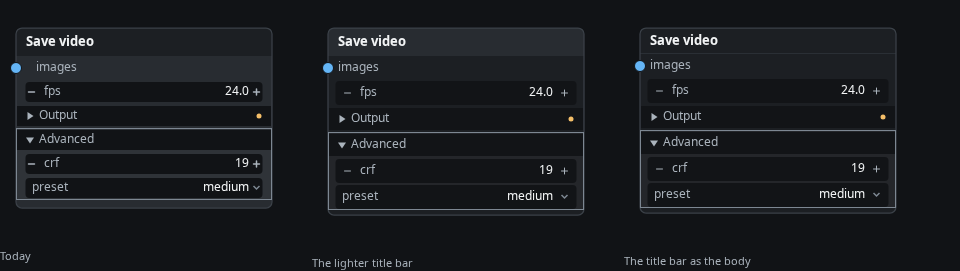 Save video
images
fps 24.0
Output
Advanced
crf 19
preset medium
Today
Save video
images
fps 24.0
Output
Advanced
crf 19
preset medium
The lighter title bar
Save video
images
fps 24.0
Output
Advanced
crf 19
preset medium
The title bar as the body